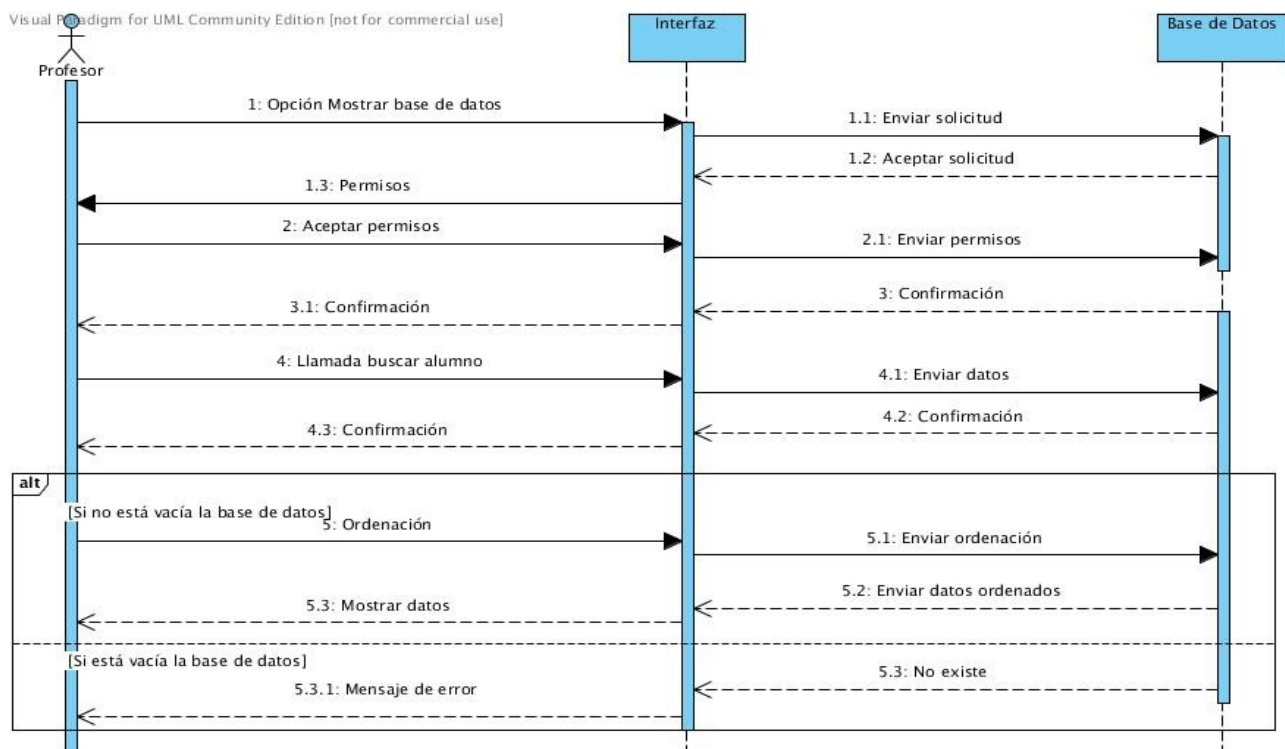 Visual Paradigm for UML Community Edition [not for commercial use]
Interfaz
Base de Datos
Profesor
1: Opción Mostrar base de datos
1.1: Enviar solicitud
1.2: Aceptar solicitud
1.3: Permisos
2: Aceptar permisos
2.1: Enviar permisos
3: Confirmación
3.1: Confirmación
4: Llamada buscar alumno
4.1: Enviar datos
4.2: Confirmación
4.3: Confirmación
alt
[Si no está vacía la base de datos]
5: Ordenación
5.1: Enviar ordenación
5.2: Enviar datos ordenados
5.3: Mostrar datos
[Si está vacía la base de datos]
5.3: No existe
5.3.1: Mensaje de error